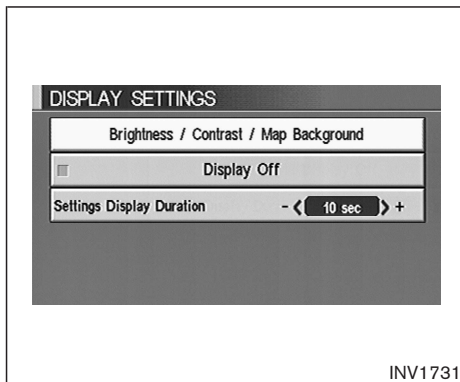 DISPLAY SETTINGS
Brightness / Contrast / Map Background
Display Off
Settings Display Duration - 10 sec +
INV1731